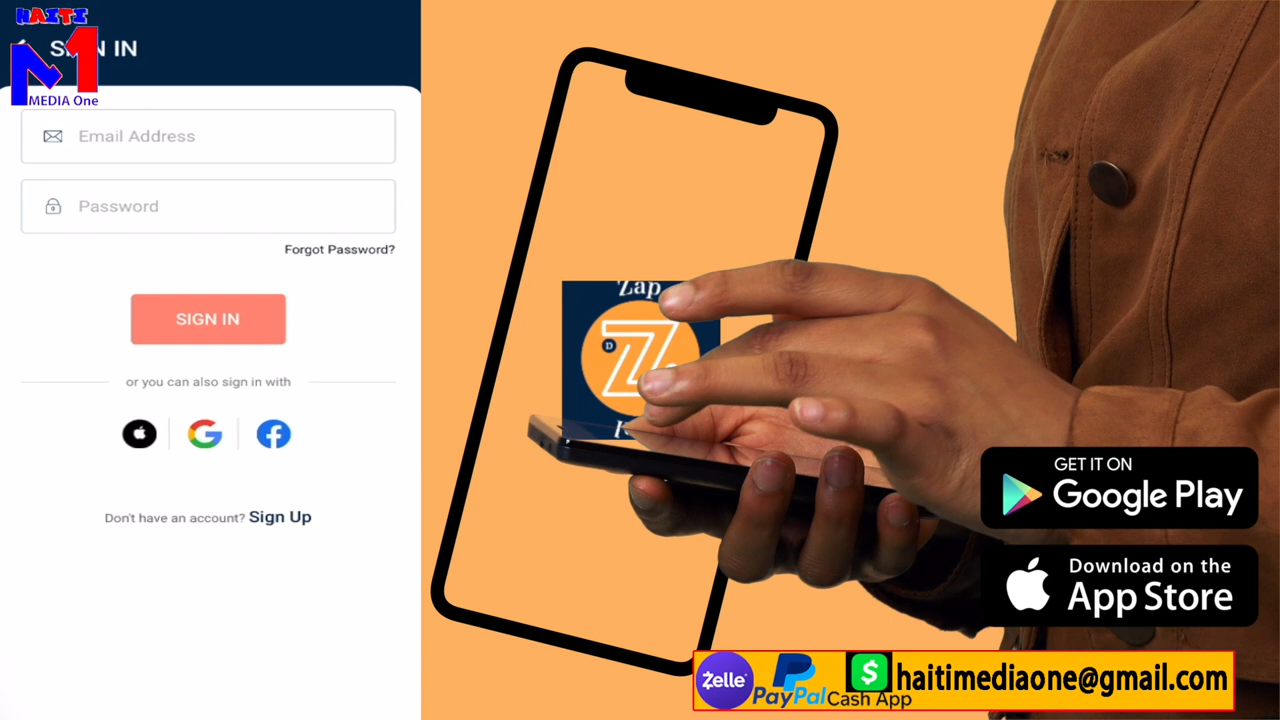 HAITI
SIGN IN
M1
MEDIA One
Email Address
Password
Forgot Password?
SIGN IN
or you can also sign in with
Don't have an account? Sign Up
Zap
Z
D
GET IT ON
Google Play
Download on the
App Store
Zelle
PayPal
$
Cash App
haitimediaone@gmail.com